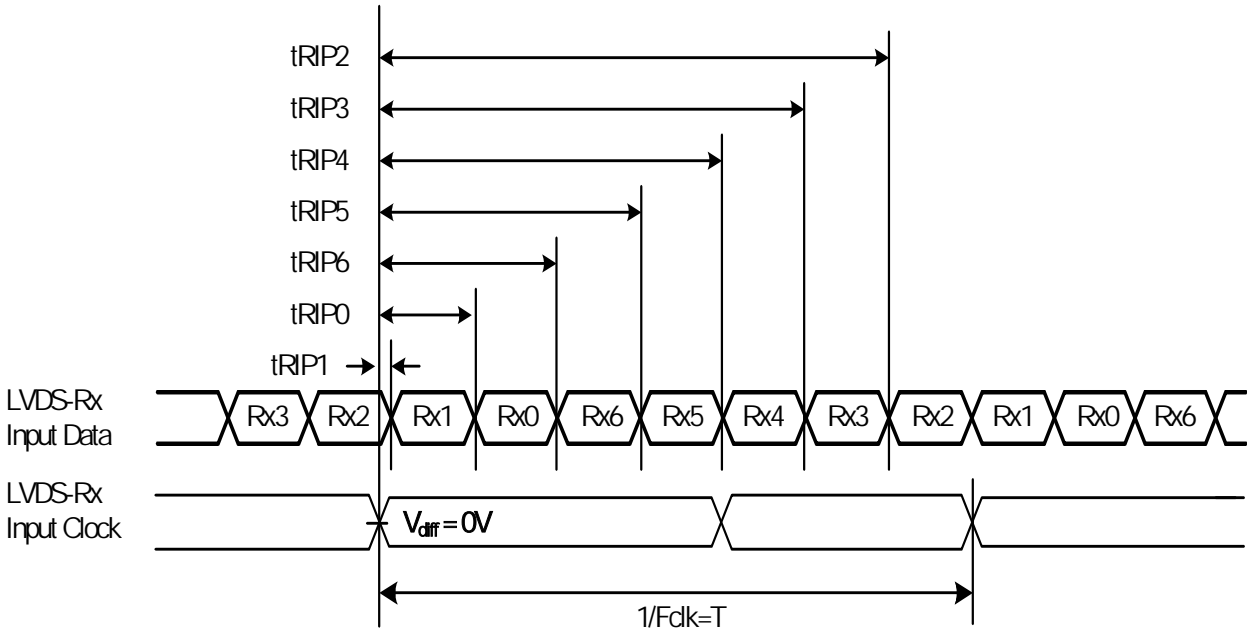 tRIP2
tRIP3
tRIP4
tRIP5
tRIP6
tRIP0
tRIP1
LVDS-Rx
Input Data
Rx3 Rx2 Rx1 Rx0 Rx6 Rx5 Rx4 Rx3 Rx2 Rx1 Rx0 Rx6
LVDS-Rx
Input Clock
Vdiff = 0V
1/Fclk=T